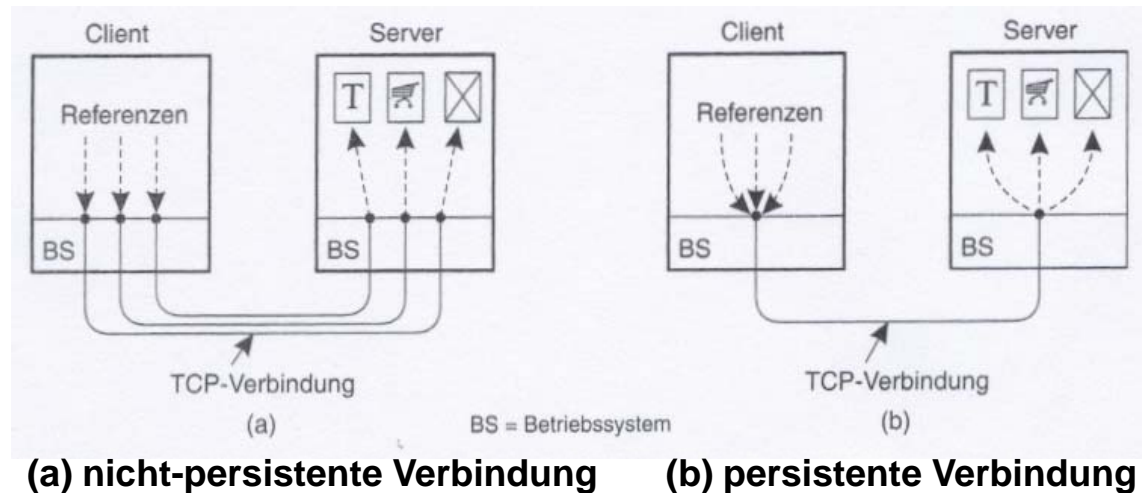 Client
Server
Referenzen
T
BS
TCP-Verbindung
(a)
BS = Betriebssystem
Client
Server
Referenzen
T
BS
BS
TCP-Verbindung
(b)
(a) nicht-persistente Verbindung
(b) persistente Verbindung